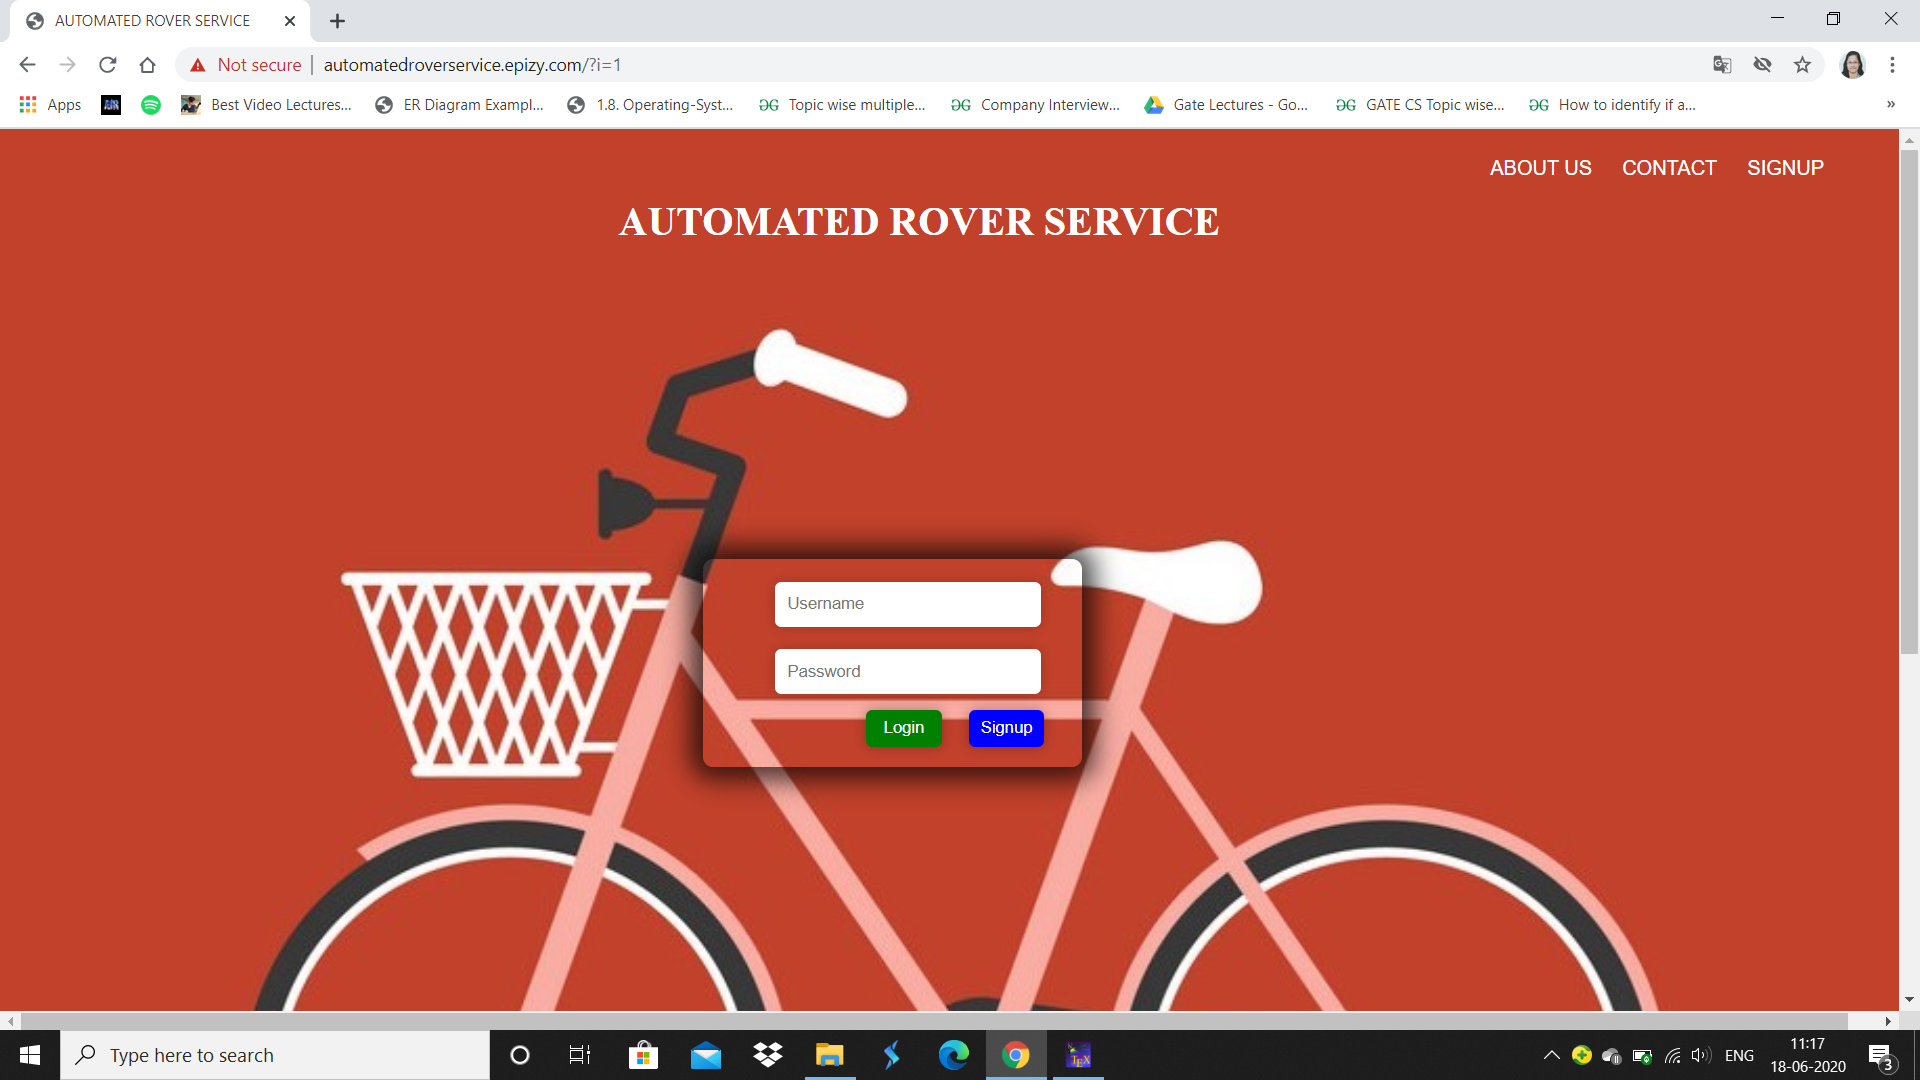 AUTOMATED ROVER SERVICE
Not secure
automatedroverservice.epizy.com/?i=1
Apps
Best Video Lectures...
ER Diagram Exampl...
1.8. Operating-Syst...
Topic wise multiple...
Company Interview...
Gate Lectures - Go...
GATE CS Topic wise...
How to identify if a...
ABOUT US
CONTACT
SIGNUP
AUTOMATED ROVER SERVICE
Username
Password
Login
Signup
Type here to search
ENG
11:17
18-06-2020
3